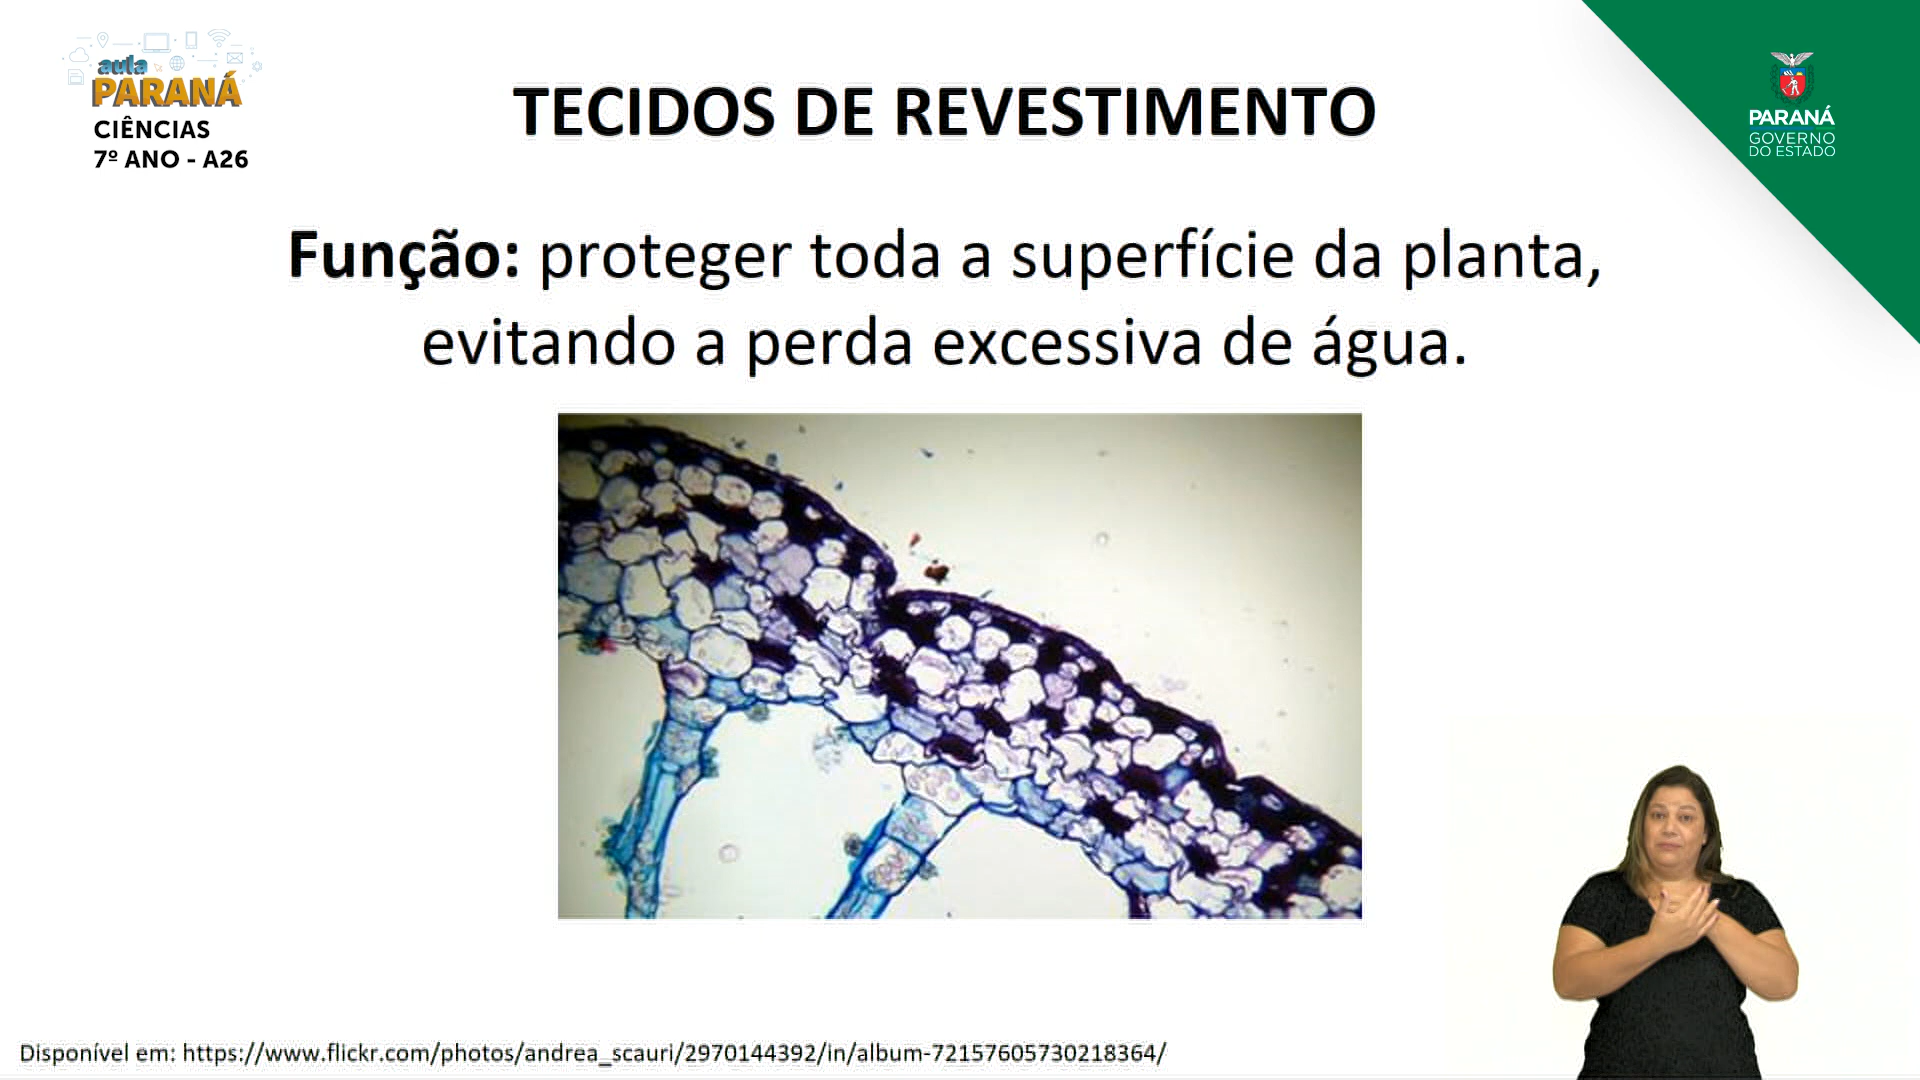 aula
PARANÁ
CIÊNCIAS
7º ANO - A26
TECIDOS DE REVESTIMENTO
PARANÁ
GOVERNO
DO ESTADO
Função: proteger toda a superfície da planta,
evitando a perda excessiva de água.
Disponível em: https://www.flickr.com/photos/andrea_scauri/2970144392/in/album-72157605730218364/